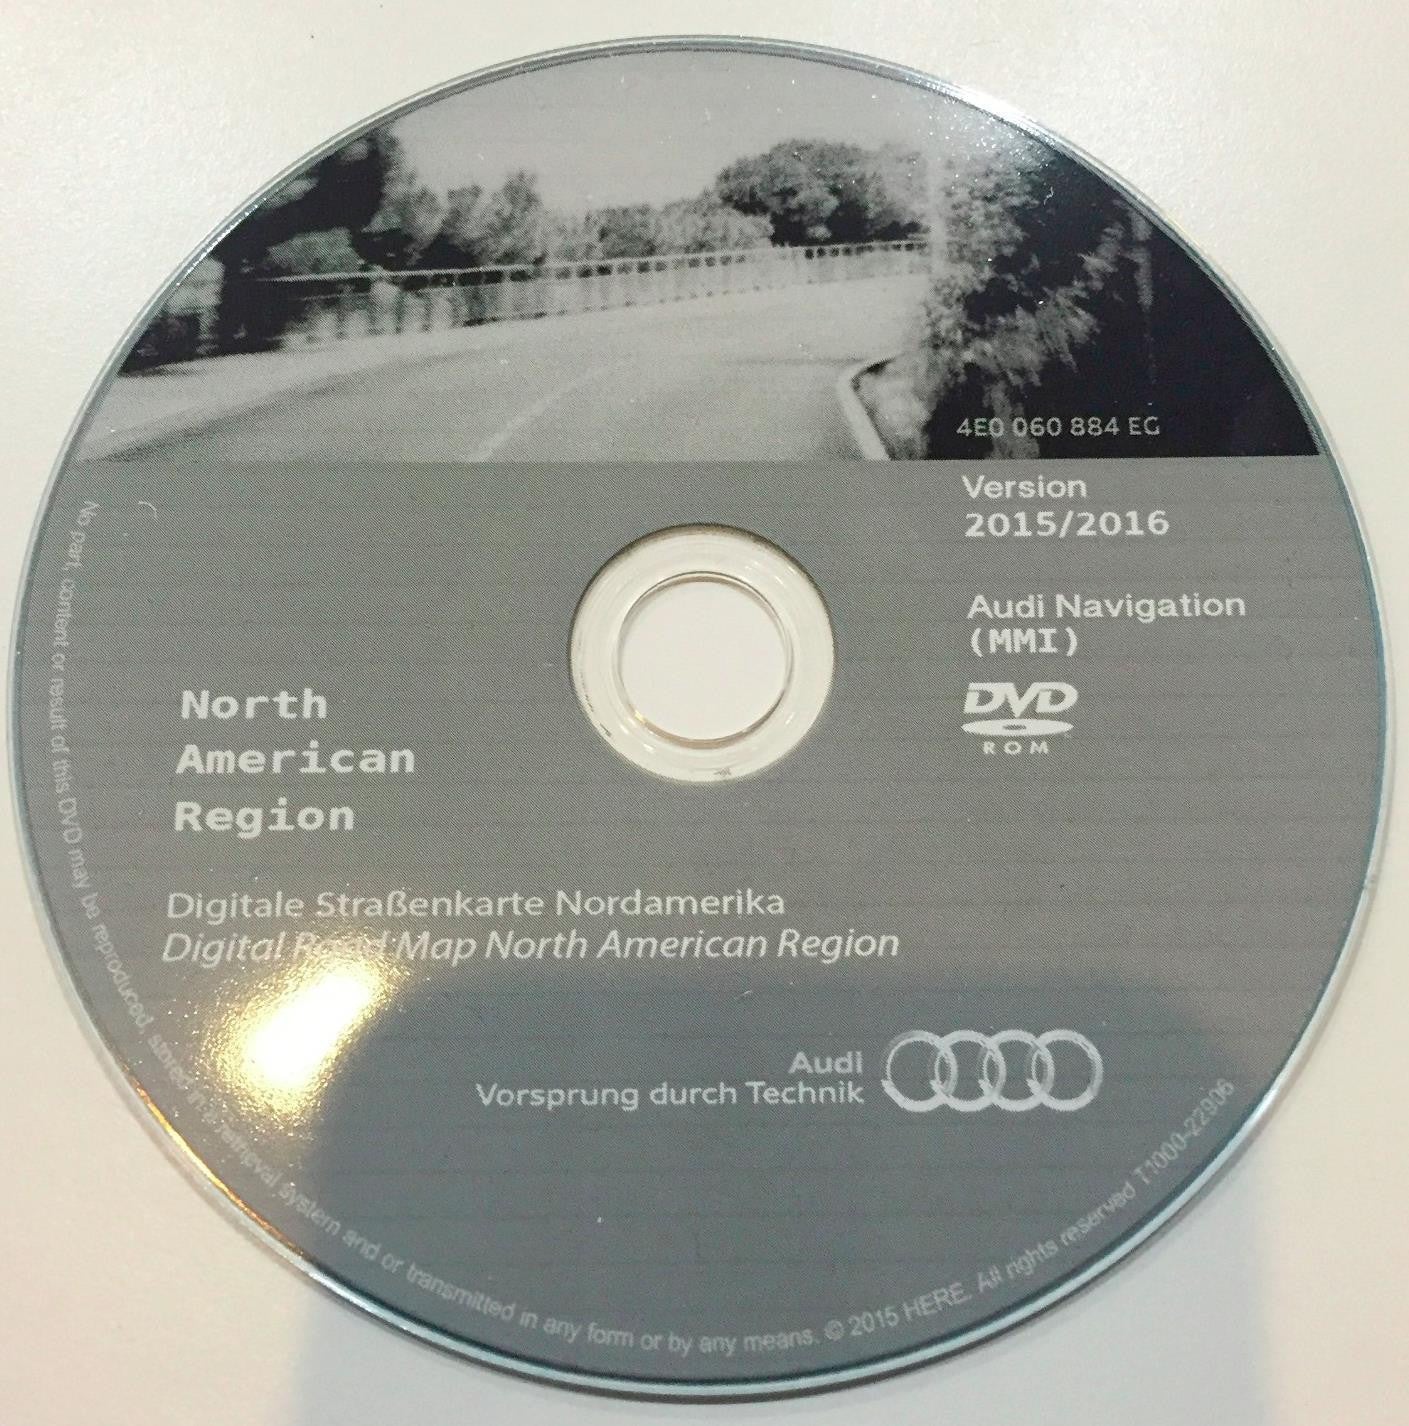 4E0 060 884 EG
Version
2015/2016
Audi Navigation
(MMI)
DVD
ROM
North
American
Region
Digitale Straßenkarte Nordamerika
Digital Road Map North American Region
Audi
Vorsprung durch Technik
No part, content or result of this DVD may be reproduced, stored in a retrieval system and or transmitted in any form or by any means. © 2015 HERE. All rights reserved T1000-22906